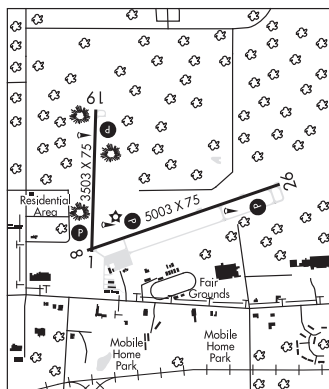 19
P
3503 X 75
26
Residential
Area
P
P
5003 X 75
P
8
1
Fair
Grounds
Mobile
Home
Park
Mobile
Home
Park